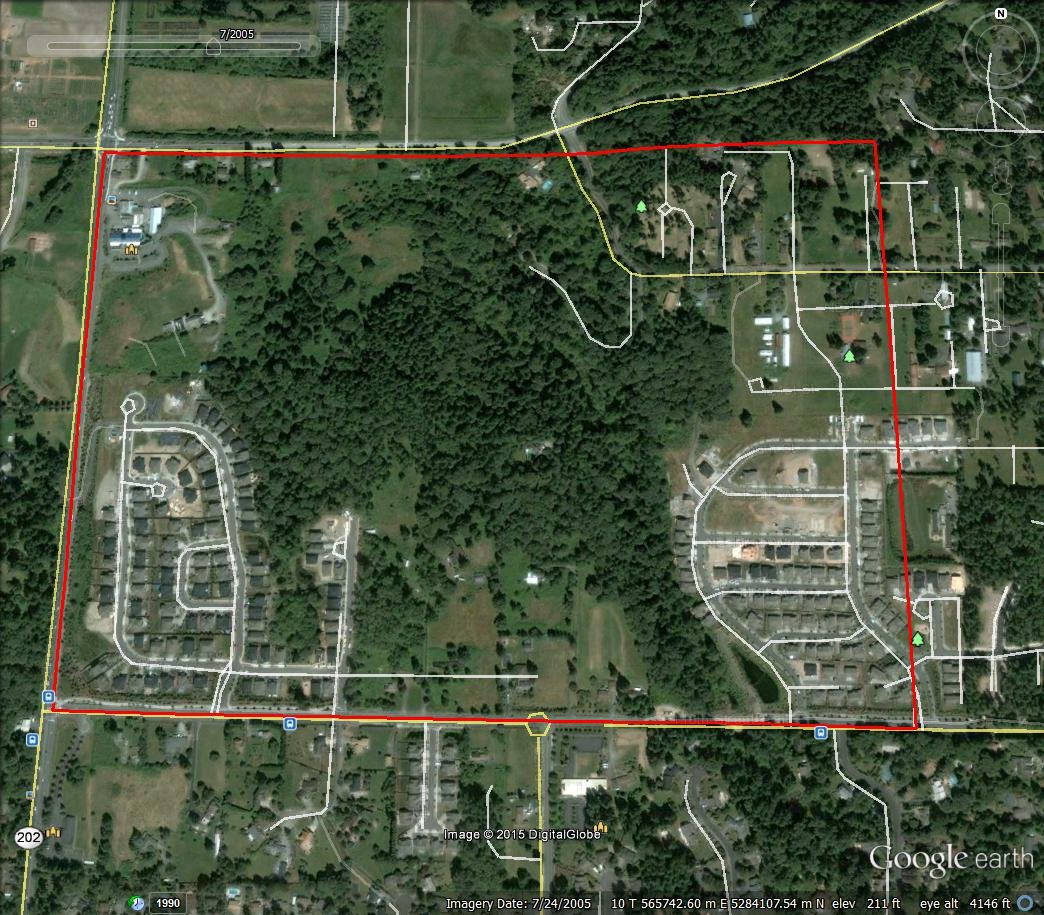 7/2005
N
202
Image © 2015 DigitalGlobe
Google earth
1990
Imagery Date: 7/24/2005 10 T 565742.60 m E 5284107.54 m N elev 211 ft eye alt 4146 ft